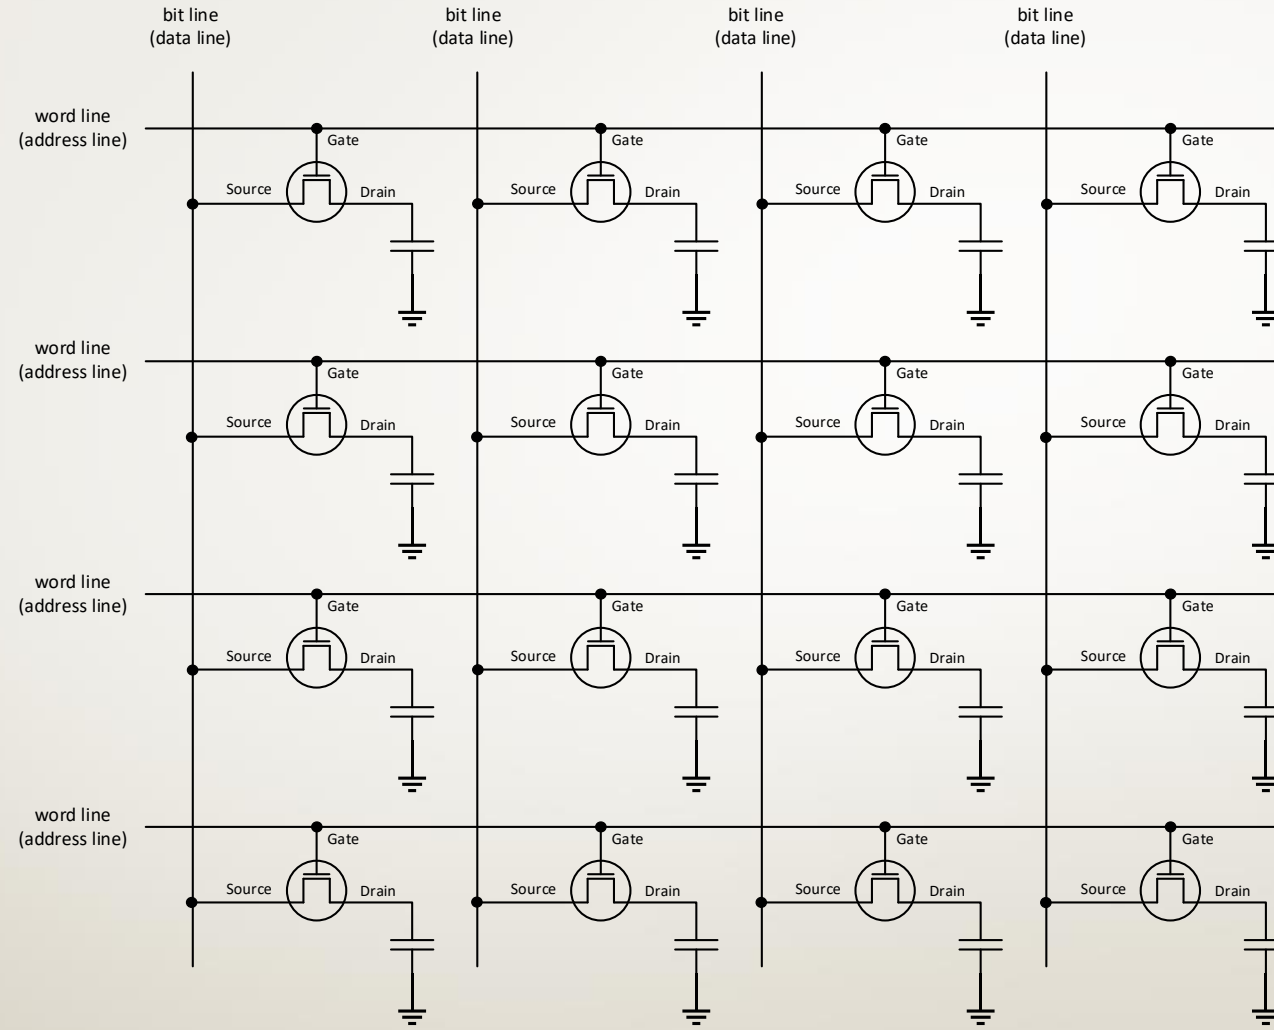 bit line
(data line)
bit line
(data line)
bit line
(data line)
bit line
(data line)
word line
(address line)
Gate
Gate
Gate
Gate
Source
Drain
Source
Drain
Source
Drain
Source
Drain
word line
(address line)
Gate
Gate
Gate
Gate
Source
Drain
Source
Drain
Source
Drain
Source
Drain
word line
(address line)
Gate
Gate
Gate
Gate
Source
Drain
Source
Drain
Source
Drain
Source
Drain
word line
(address line)
Gate
Gate
Gate
Gate
Source
Drain
Source
Drain
Source
Drain
Source
Drain